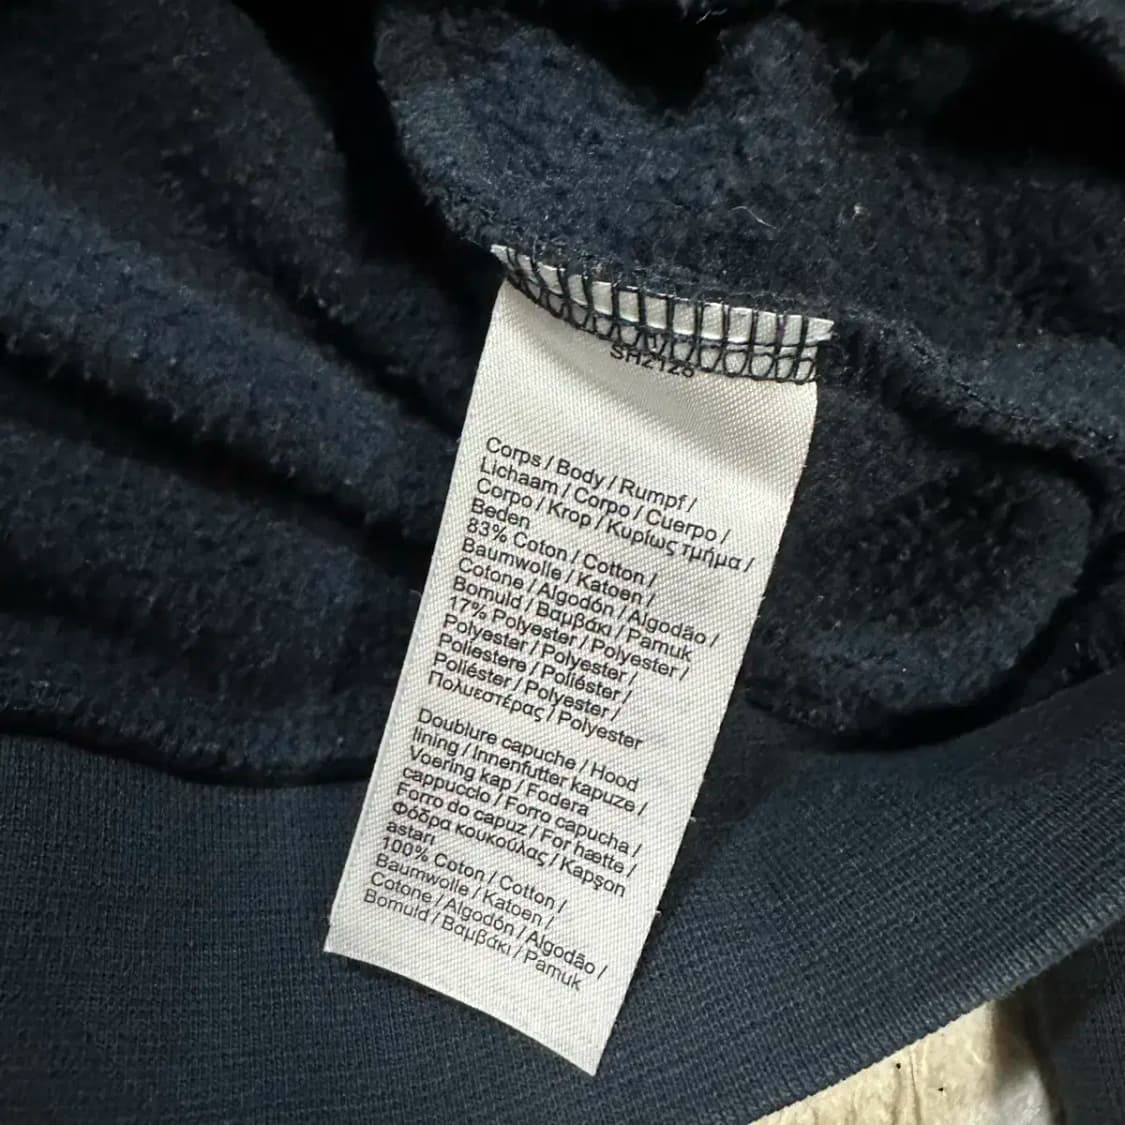 SH2128
Corps / Body / Rumpf /
Lichaam / Corpo / Cuerpo /
Corpo / Krop / Κυρίως τμήμα /
Beden
83% Coton / Cotton /
Baumwolle / Katoen /
Cotone / Algodón / Algodão /
Bomuld / Βαμβάκι / Pamuk
17% Polyester / Polyester /
Polyester / Polyester /
Poliestere / Poliéster /
Poliéster / Polyester /
Πολυεστέρας / Polyester
Doublure capuche / Hood
lining / Innenfutter kapuze /
Voering kap / Fodera
cappuccio / Forro capucha /
Forro do capuz / For hætte /
Φόδρα κουκούλας / Kapşon
astarı
100% Coton / Cotton /
Baumwolle / Katoen /
Cotone / Algodón / Algodão /
Bomuld / Βαμβάκι / Pamuk